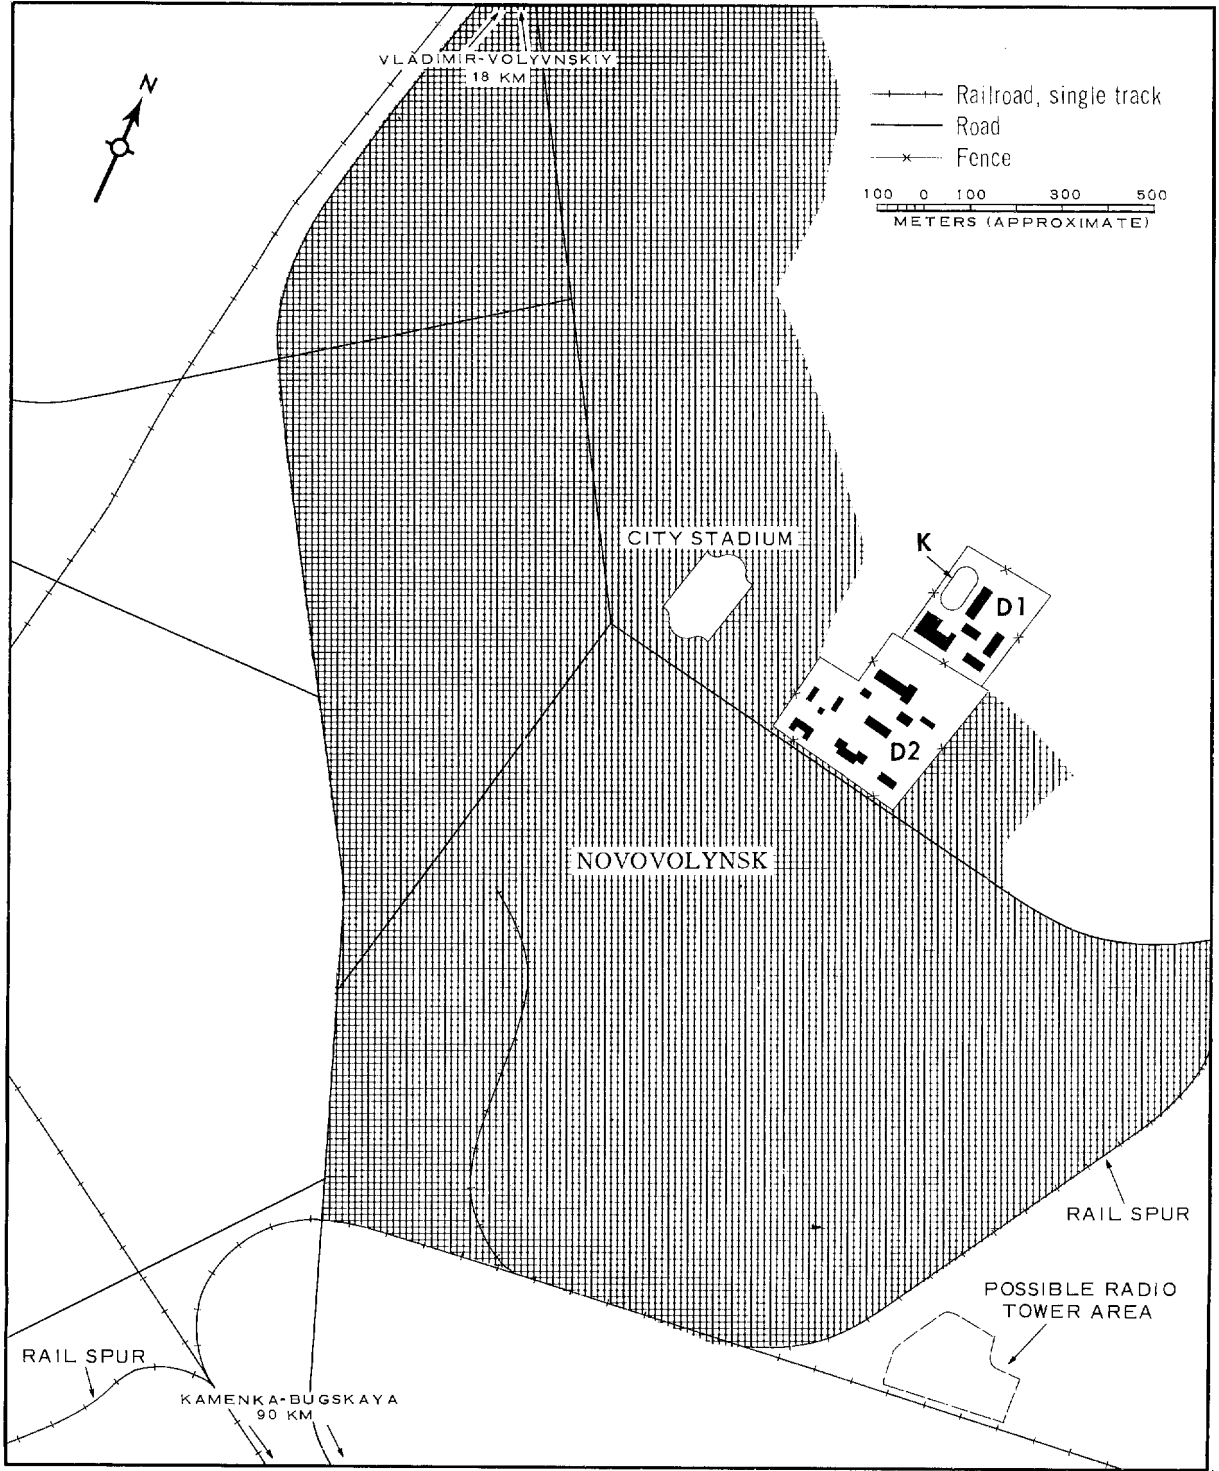 VLADIMIR-VOLYVNSKIY
18 KM
N
Railroad, single track
Road
Fence
100 0 100 300 500
METERS (APPROXIMATE)
CITY STADIUM
K
D1
D2
NOVOVOLYNSK
RAIL SPUR
POSSIBLE RADIO
TOWER AREA
RAIL SPUR
KAMENKA-BUGSKAYA
90 KM